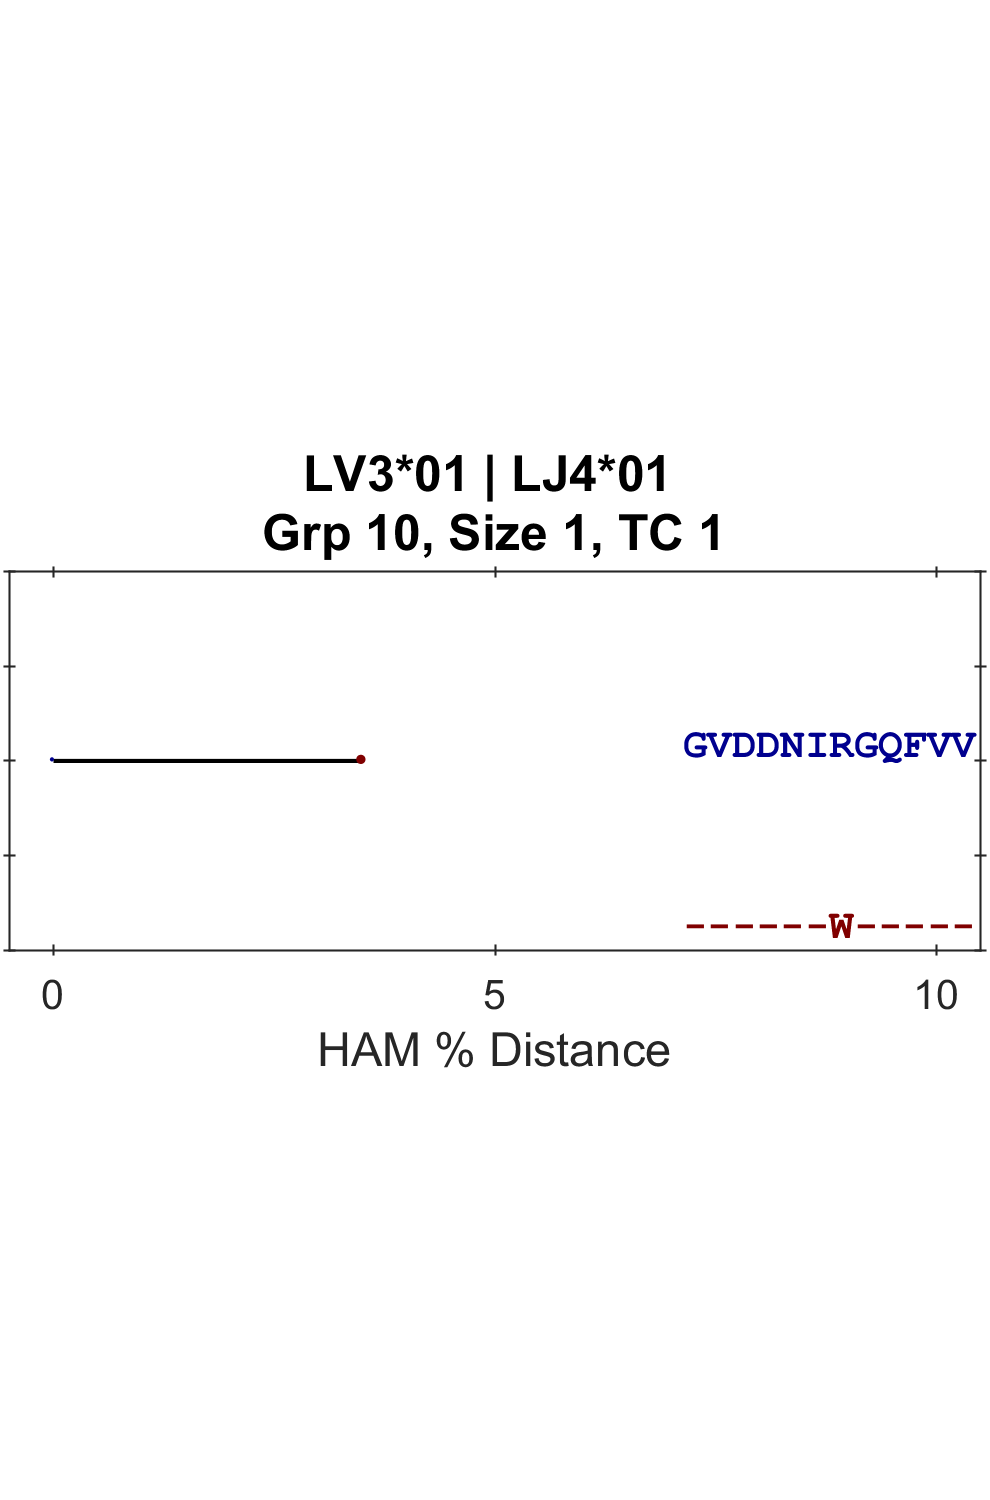 LV3*01 | LJ4*01
Grp 10, Size 1, TC 1
GVDDNIRGQFVV
------W-----
0 5 10
HAM % Distance